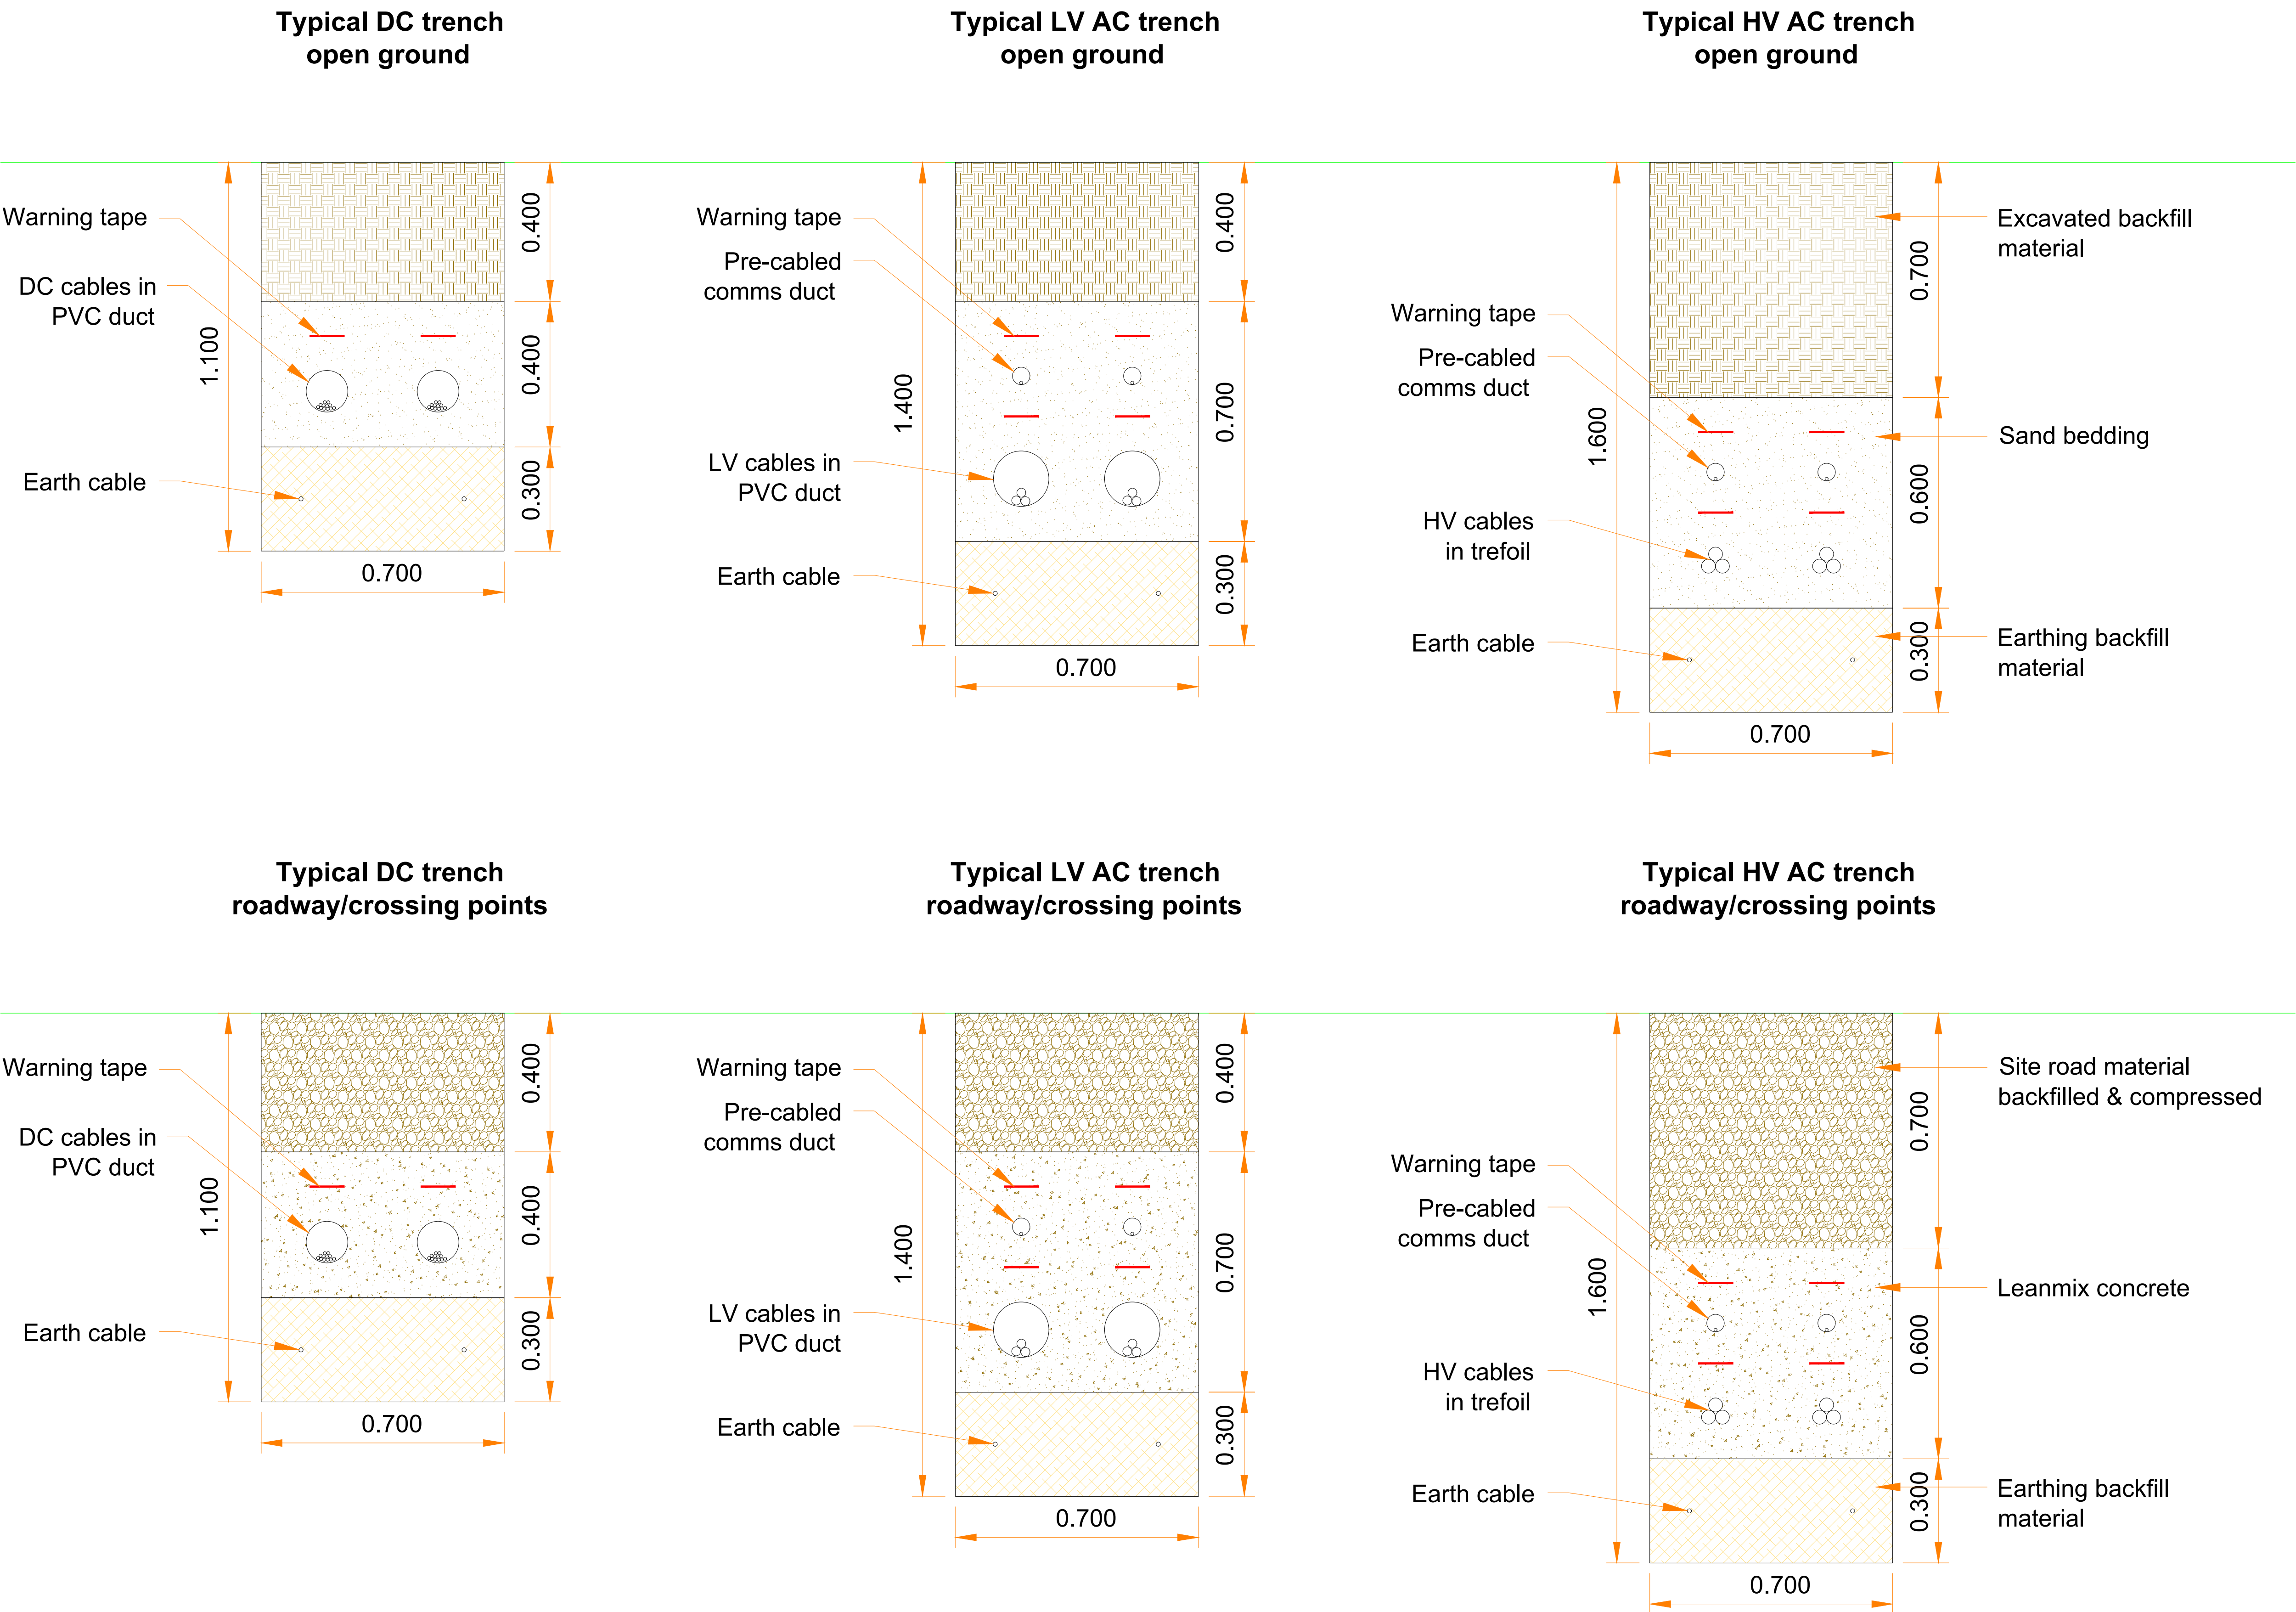 Typical DC trench
open ground
Warning tape
DC cables in
PVC duct
Earth cable
1.100
0.400
0.400
0.300
0.700
Typical LV AC trench
open ground
Warning tape
Pre-cabled
comms duct
LV cables in
PVC duct
Earth cable
1.400
0.400
0.700
0.300
0.700
Typical HV AC trench
open ground
Warning tape
Pre-cabled
comms duct
HV cables
in trefoil
Earth cable
1.600
0.700
0.600
0.300
0.700
Excavated backfill
material
Sand bedding
Earthing backfill
material
Typical DC trench
roadway/crossing points
Warning tape
DC cables in
PVC duct
Earth cable
1.100
0.400
0.400
0.300
0.700
Typical LV AC trench
roadway/crossing points
Warning tape
Pre-cabled
comms duct
LV cables in
PVC duct
Earth cable
1.400
0.400
0.700
0.300
0.700
Typical HV AC trench
roadway/crossing points
Warning tape
Pre-cabled
comms duct
HV cables
in trefoil
Earth cable
1.600
0.700
0.600
0.300
0.700
Site road material
backfilled & compressed
Leanmix concrete
Earthing backfill
material